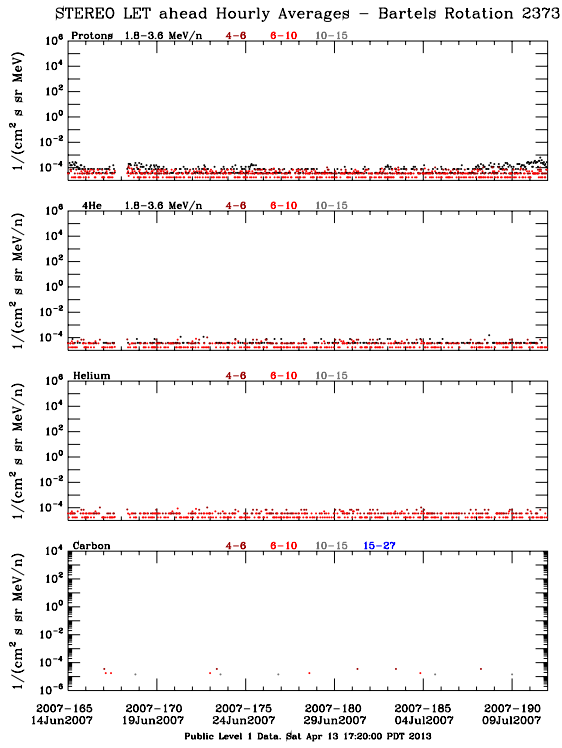 STEREO LET ahead Hourly Averages – Bartels Rotation 2373
Protons 1.8–3.6 MeV/n 4–6 6–10 10–15
10^6
10^4
10^2
10^0
10^-2
10^-4
1/(cm^2 s sr MeV)
4He 1.8–3.6 MeV/n 4–6 6–10 10–15
10^6
10^4
10^2
10^0
10^-2
10^-4
1/(cm^2 s sr MeV/n)
Helium 4–6 6–10 10–15
10^6
10^4
10^2
10^0
10^-2
10^-4
1/(cm^2 s sr MeV/n)
Carbon 4–6 6–10 10–15 15–27
10^4
10^2
10^0
10^-2
10^-4
10^-6
1/(cm^2 s sr MeV/n)
2007–165 2007–170 2007–175 2007–180 2007–185 2007–190
14Jun2007 19Jun2007 24Jun2007 29Jun2007 04Jul2007 09Jul2007
Public Level 1 Data. Sat Apr 13 17:20:00 PDT 2013